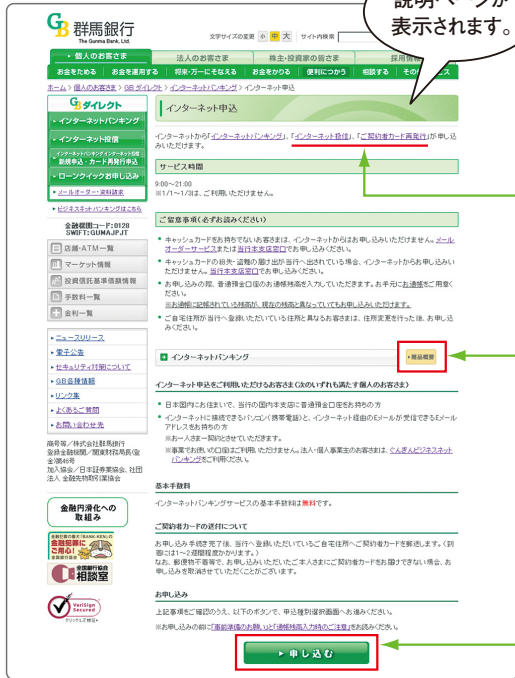 説明ページが
表示されます。
GB 群馬銀行
The Gunma Bank, Ltd.
文字サイズの変更 小 中 大 サイト内検索
個人のお客さま 法人のお客さま 株主・投資家の皆さま 採用情報
お金をためる お金を運用する 将来・万一にそなえる お金をかりる 便利につかう 相談する その
ホーム > 個人のお客さま > GBダイレクト > インターネットバンキング > インターネット申込
GBダイレクト
インターネットバンキング
インターネット投信
インターネットバンキング・インターネット投信
新規申込・カード再発行申込
ローンクイックお申し込み
メールオーダー・資料請求
ビジネスネットバンキングはこちら
金融機関コード:0128
SWIFT:GUMAJPJT
店舗・ATM一覧
マーケット情報
投資信託基準価額情報
手数料一覧
金利一覧
ニュースリリース
電子公告
セキュリティ対策について
GB各種情報
リンク集
よくあるご質問
お問い合わせ先
商号等/株式会社群馬銀行
登録金融機関/関東財務局長(登
金)第46号
加入協会/日本証券業協会、社団
法人 金融先物取引業協会
金融円滑化への
取組み
金融犯罪に
ご用心!
全国銀行協会
相談室
VeriSign
Secured
クリックして検証
インターネット申込
インターネットから「インターネットバンキング」、「インターネット投信」、「ご契約者カード再発行」が申し込
みいただけます。
サービス時間
9:00~21:00
※1/1~1/3は、ご利用いただけません。
ご留意事項(必ずお読みください)
キャッシュカードをお持ちでないお客さまは、インターネットからはお申し込みいただけません。メール
オーダーサービスまたは当行本支店窓口でお申し込みください。
キャッシュカードの紛失・盗難の届け出が当行へ出されている場合、インターネットからお申し込みい
ただけません。当行本支店窓口でお申し込みください。
お申し込みの際、普通預金口座のお通帳残高を入力していただきます。お手元にお通帳をご用意く
ださい。
※お通帳に記帳されている残高が、現在の残高と異なっていてもお申し込みいただけます。
ご自宅住所が当行へ登録いただいている住所と異なるお客さまは、住所変更を行った後、お申し込
みください。
インターネットバンキング
商品概要
インターネット申込をご利用いただけるお客さま(次のいずれも満たす個人のお客さま)
日本国内にお住まいで、当行の国内本支店に普通預金口座をお持ちの方
インターネットに接続できるパソコン(携帯電話)と、インターネット経由のEメールが受信できるEメール
アドレスをお持ちの方
※お一人さま一契約とさせていただきます。
※事業でお使いの口座はご利用いただけません。法人・個人事業主のお客さまは、ぐんぎんビジネスネット
バンキングをご利用ください。
基本手数料
インターネットバンキングサービスの基本手数料は無料です。
ご契約者カードの送付について
お申し込み手続き完了後、当行へ登録いただいているご自宅住所へご契約者カードを郵送します。(到
着には1~2週間程度かかります。)
なお、郵便物不着等で、お申し込みいただいたご本人さまにご契約者カードをお届けできない場合、お
申し込みを取消させていただくことがございます。
お申し込み
上記事項をご確認のうえ、以下のボタンで、申込種別選択画面へお進みください。
※お申し込みの前に「事前準備のお願い」と「通帳残高入力時のご注意」をお読みください。
申し込む